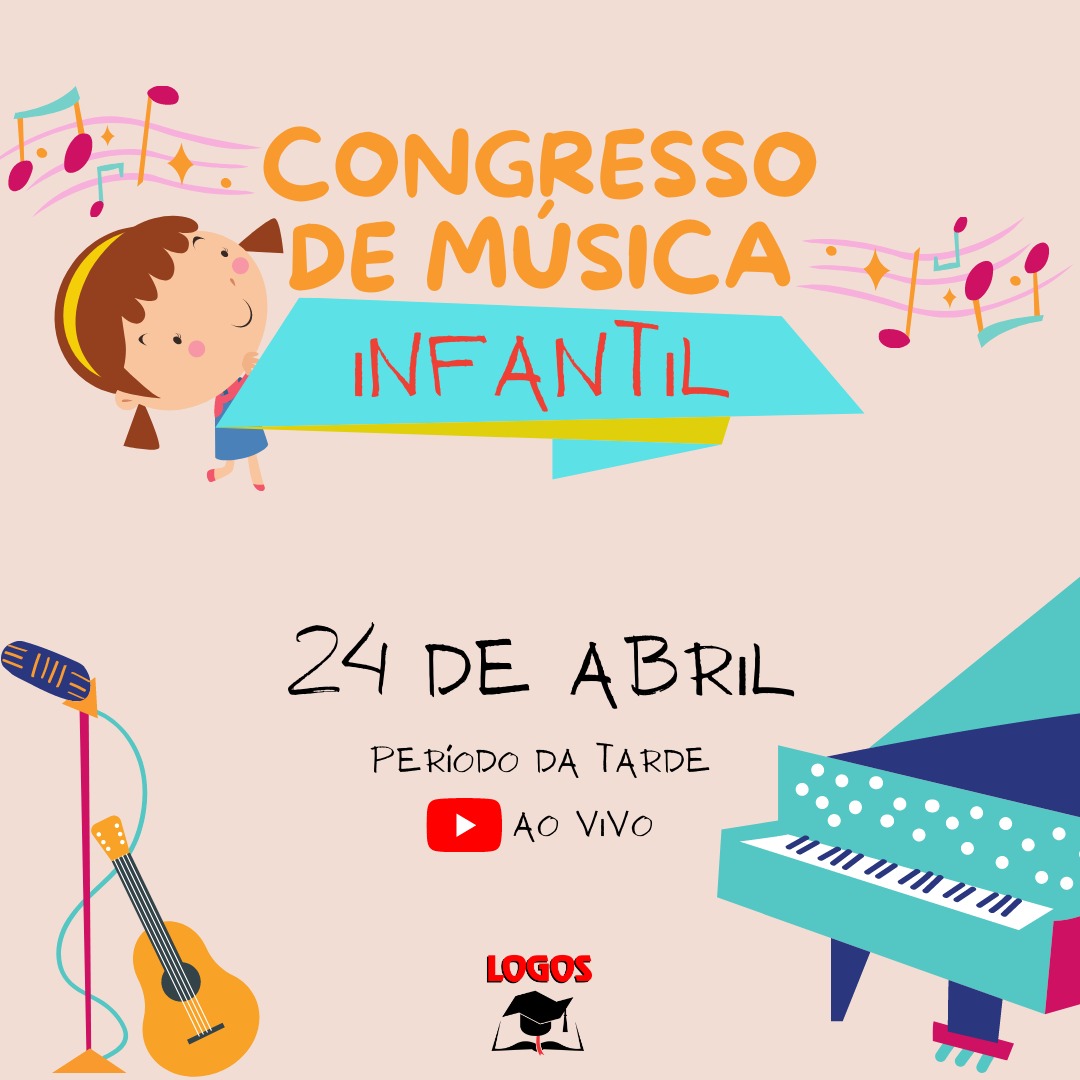 CONGRESSO
DE MÚSICA
INFANTIL
24 DE ABRIL
PERÍODO DA TARDE
AO VIVO
LOGOS